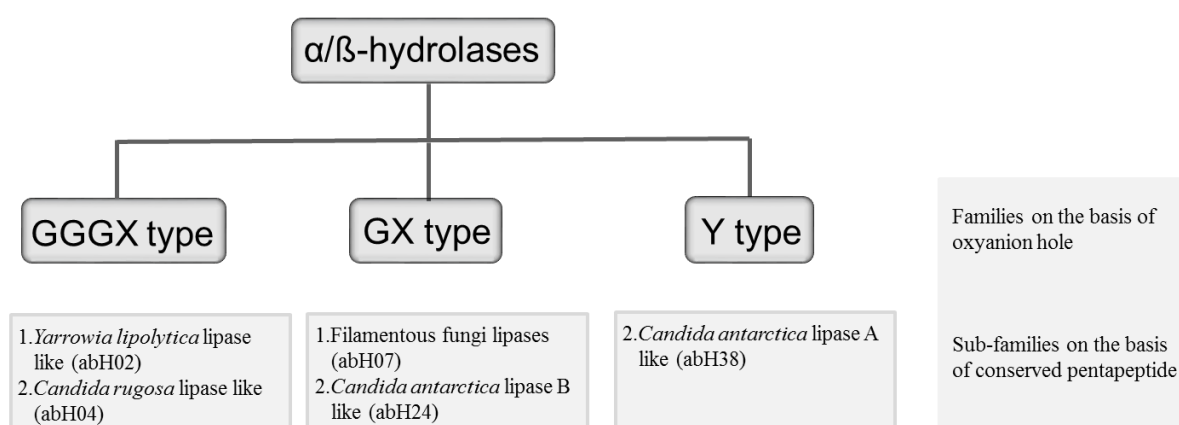 α/ß-hydrolases
GGGX type
GX type
Y type
Families on the basis of
oxyanion hole
1.Yarrowia lipolytica lipase
like (abH02)
2.Candida rugosa lipase like
(abH04)
1.Filamentous fungi lipases
(abH07)
2.Candida antarctica lipase B
like (abH24)
2.Candida antarctica lipase A
like (abH38)
Sub-families on the basis
of conserved pentapeptide